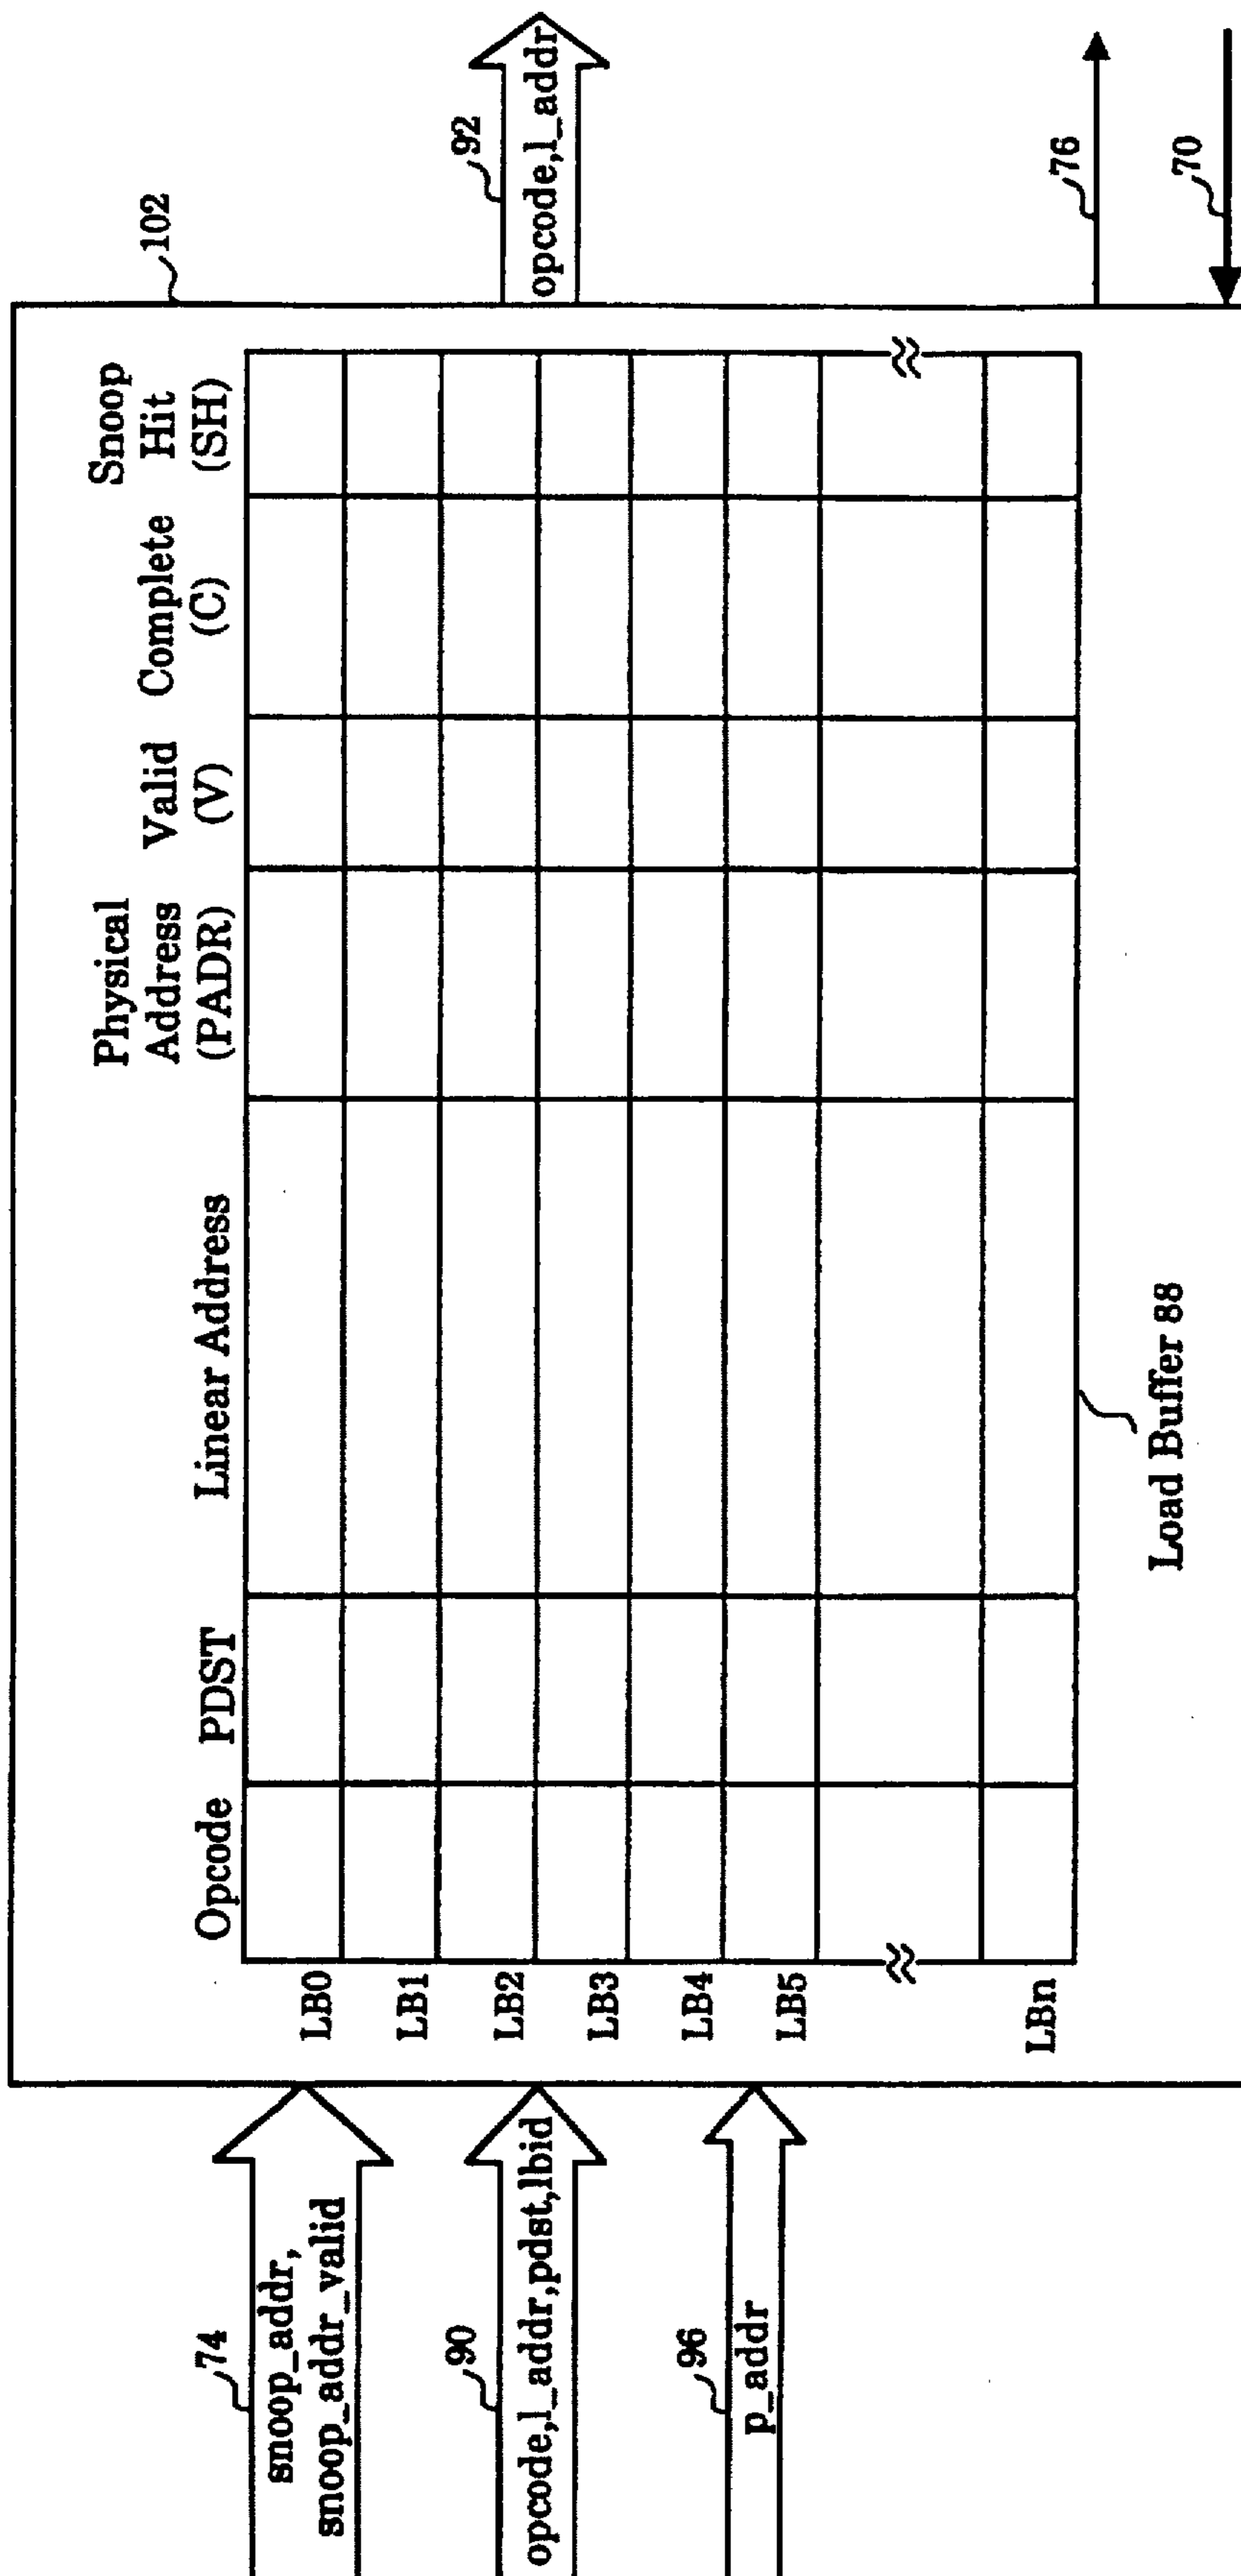 102
Opcode
PDST
Linear Address
Physical
Address
(PADR)
Valid
(V)
Complete
(C)
Snoop
Hit
(SH)
74
snoop_addr,
snoop_addr_valid
90
opcode,l_addr,pdst,lbid
96
p_addr
LB0
LB1
LB2
LB3
LB4
LB5
LBn
92
opcode,l_addr
76
70
Load Buffer 88